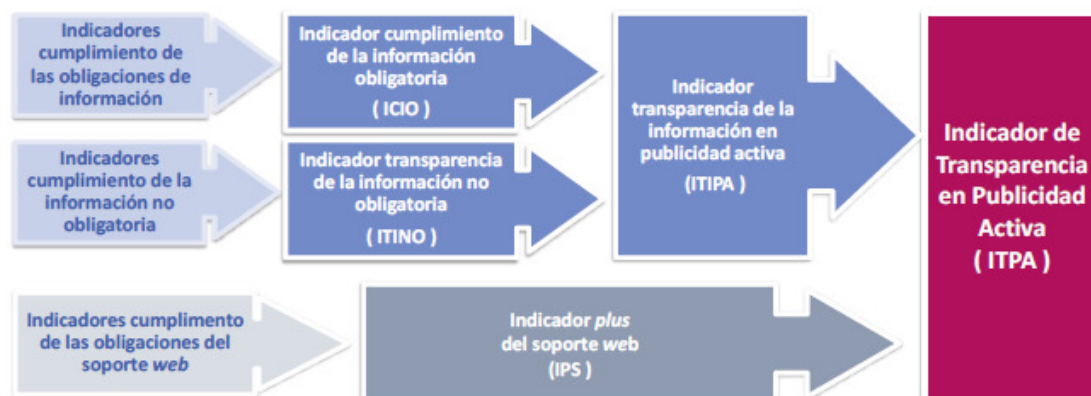 Indicadores
cumplimiento de
las obligaciones de
información
Indicador cumplimiento
de la información
obligatoria
( ICIO )
Indicador
transparencia de la
información en
publicidad activa
(ITIPA )
Indicador de
Transparencia
en Publicidad
Activa
( ITPA )
Indicadores
cumplimiento de la
información no
obligatoria
Indicador transparencia
de la información no
obligatoria
( ITINO )
Indicadores cumplimento
de las obligaciones del
soporte web
Indicador plus
del soporte web
(IPS )